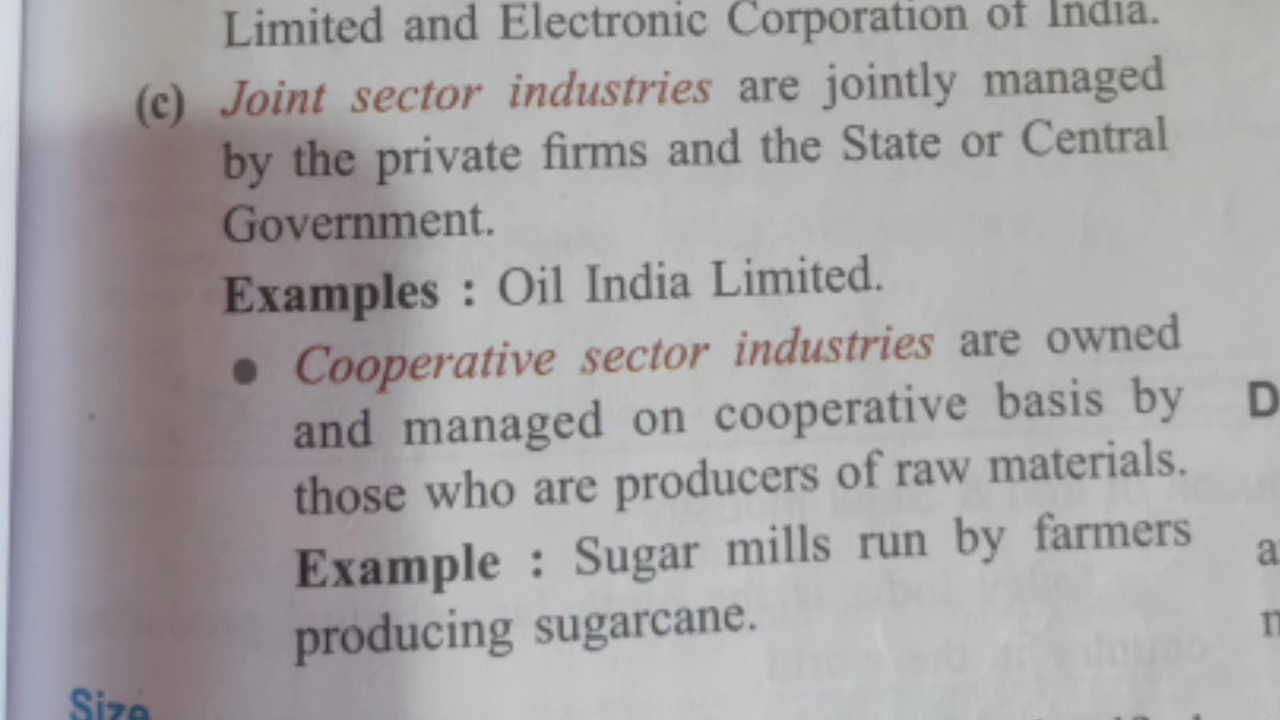 Limited and Electronic Corporation of India.
(c) Joint sector industries are jointly managed
by the private firms and the State or Central
Government.
Examples : Oil India Limited.
● Cooperative sector industries are owned
and managed on cooperative basis by
those who are producers of raw materials.
Example : Sugar mills run by farmers
producing sugarcane.
Size
D